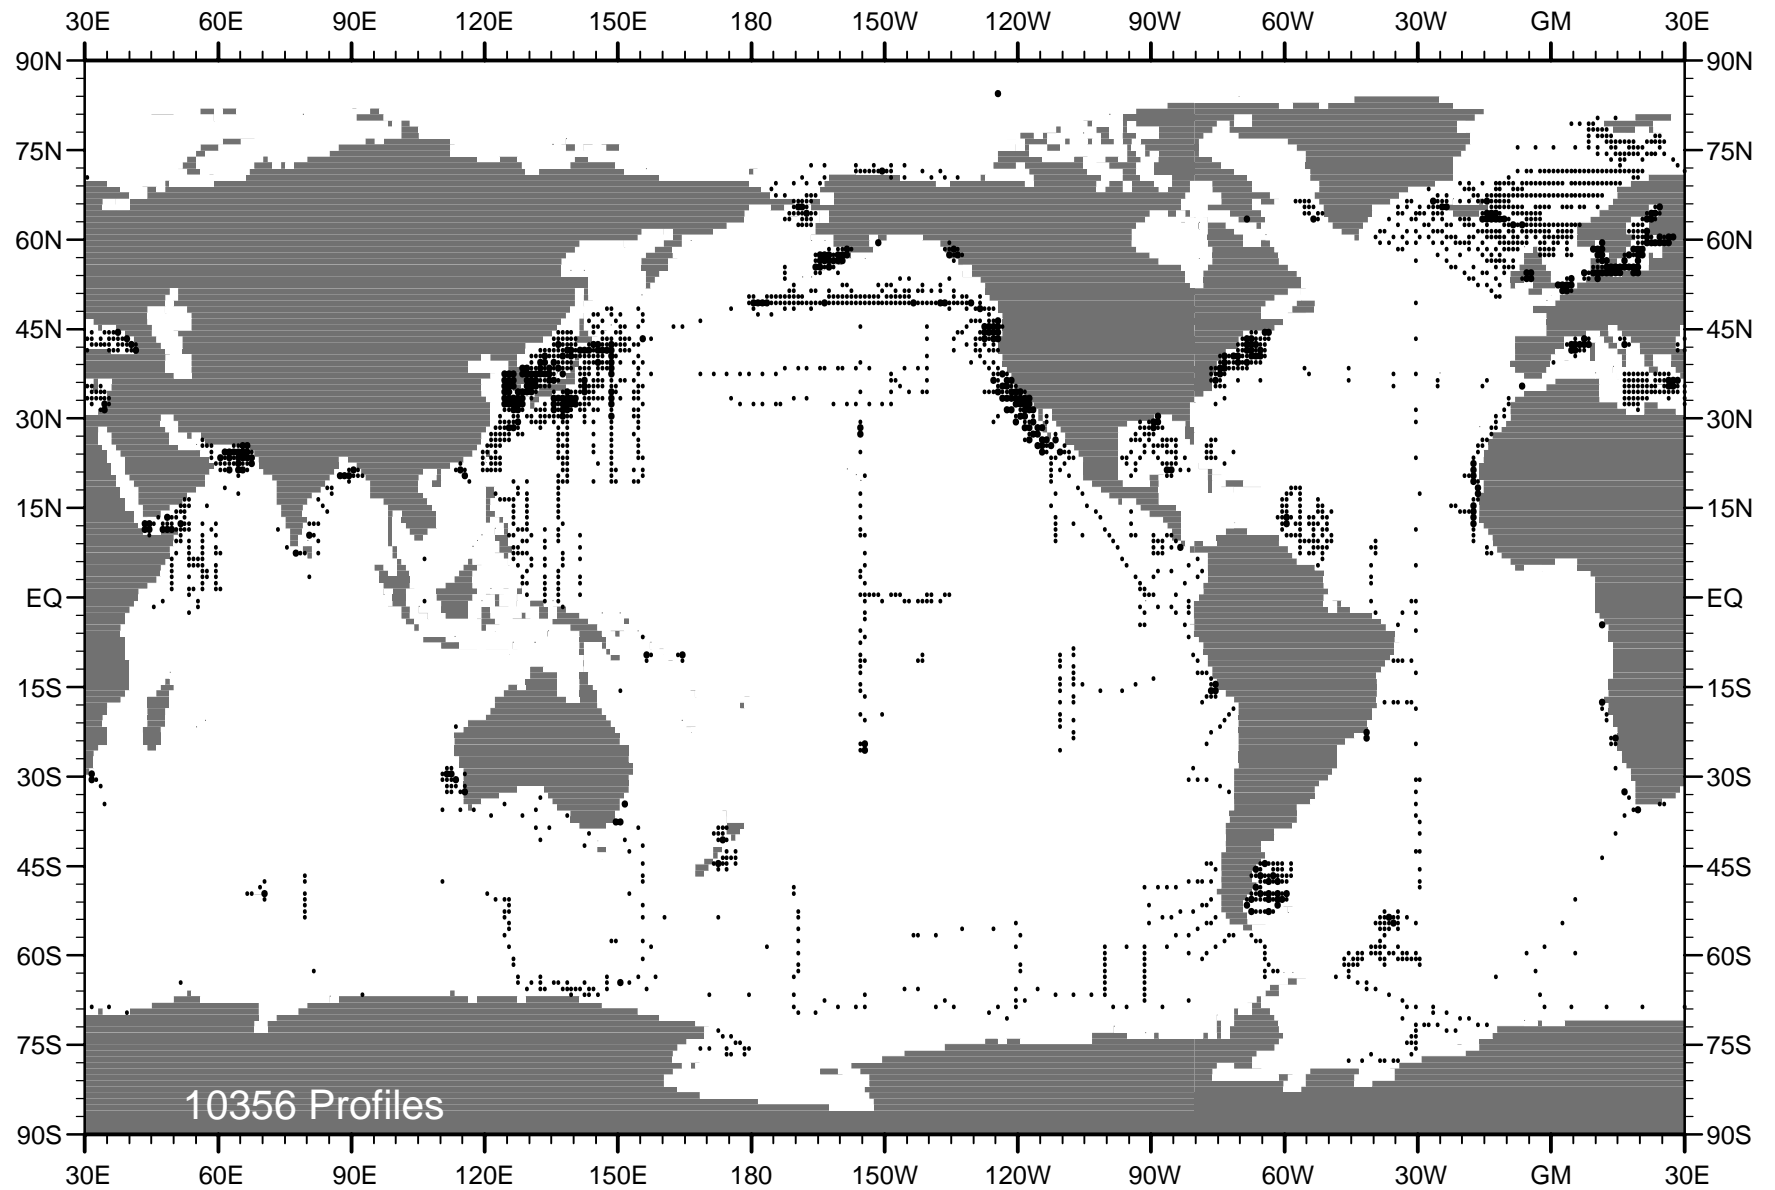 30E 60E 90E 120E 150E 180 150W 120W 90W 60W 30W GM 30E
90N 90N
75N 75N
60N 60N
45N 45N
30N 30N
15N 15N
EQ EQ
15S 15S
30S 30S
45S 45S
60S 60S
75S 75S
10356 Profiles
90S 90S
30E 60E 90E 120E 150E 180 150W 120W 90W 60W 30W GM 30E